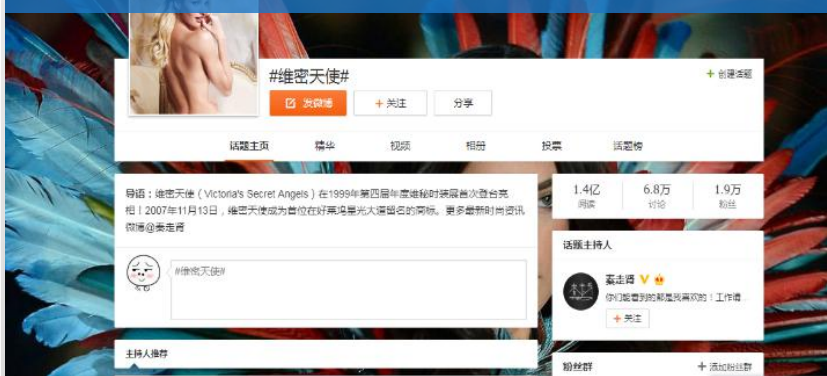 #维密天使#
+ 创建话题
发微博
+ 关注
分享
话题主页 精华 视频 相册 投票 话题榜
导语：维密天使（Victoria's Secret Angels）在1999年第四届年度维秘时装展首次登台亮
相！2007年11月13日，维密天使成为首位在好莱坞星光大道留名的商标。更多最新时尚资讯
微博@秦走肾
1.4亿 6.8万 1.9万
阅读 讨论 粉丝
#维密天使#
话题主持人
秦走肾
你们能看到的都是我喜欢的！工作请...
+ 关注
主持人推荐
粉丝群
+ 添加粉丝群